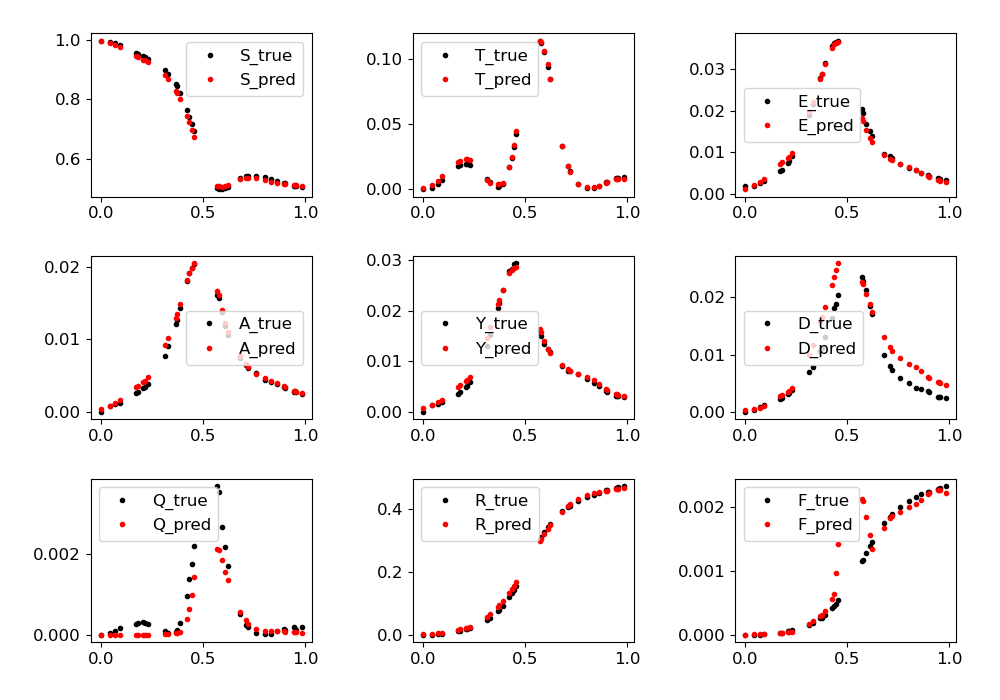 1.0
0.8
0.6
S_true
S_pred
0.0 0.5 1.0
0.10
0.05
0.00
T_true
T_pred
0.0 0.5 1.0
0.03
0.02
0.01
0.00
E_true
E_pred
0.0 0.5 1.0
0.02
0.01
0.00
A_true
A_pred
0.0 0.5 1.0
0.03
0.02
0.01
0.00
Y_true
Y_pred
0.0 0.5 1.0
0.02
0.01
0.00
D_true
D_pred
0.0 0.5 1.0
0.002
0.000
Q_true
Q_pred
0.0 0.5 1.0
0.4
0.2
0.0
R_true
R_pred
0.0 0.5 1.0
0.002
0.001
0.000
F_true
F_pred
0.0 0.5 1.0